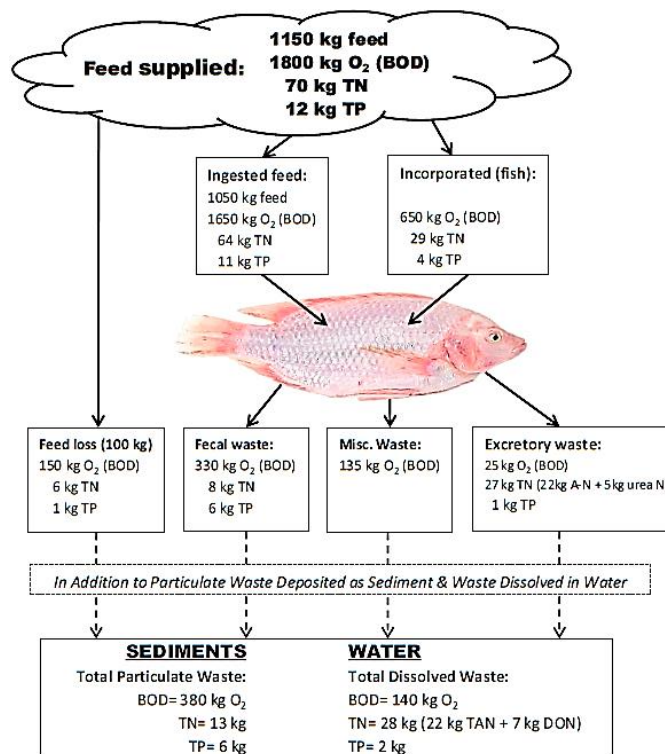 1150 kg feed
Feed supplied: 1800 kg O₂ (BOD)
70 kg TN
12 kg TP
Ingested feed:
1050 kg feed
1650 kg O₂ (BOD)
64 kg TN
11 kg TP
Incorporated (fish):
650 kg O₂ (BOD)
29 kg TN
4 kg TP
Feed loss (100 kg)
150 kg O₂ (BOD)
6 kg TN
1 kg TP
Fecal waste:
330 kg O₂ (BOD)
8 kg TN
6 kg TP
Misc. Waste:
135 kg O₂ (BOD)
Excretory waste:
25 kg O₂ (BOD)
27 kg TN (22kg A-N + 5kg urea N
1 kg TP
In Addition to Particulate Waste Deposited as Sediment & Waste Dissolved in Water
SEDIMENTS
Total Particulate Waste:
BOD= 380 kg O₂
TN= 13 kg
TP= 6 kg
WATER
Total Dissolved Waste:
BOD= 140 kg O₂
TN= 28 kg (22 kg TAN + 7 kg DON)
TP= 2 kg